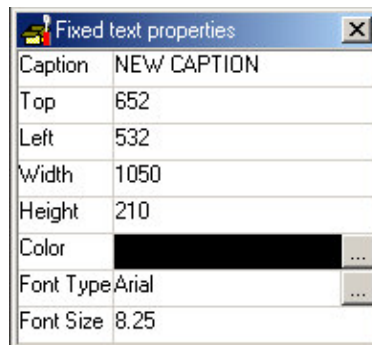 Fixed text properties
Caption NEW CAPTION
Top 652
Left 532
Width 1050
Height 210
Color ...
Font Type Arial ...
Font Size 8.25